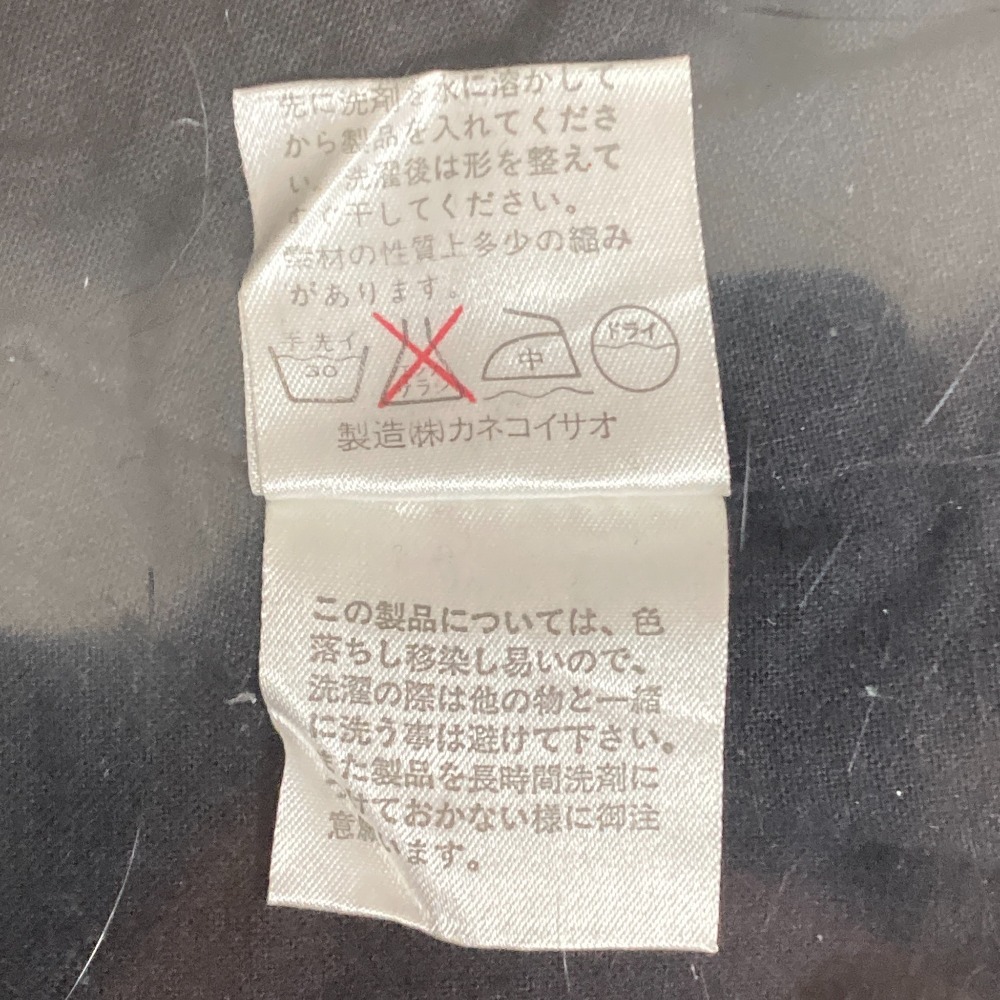 先に洗剤を水に溶かして
から製品を入れてくださ
い。洗濯後は形を整えて
干してください。
素材の性質上多少の縮み
があります。
手洗イ
30
中
ドライ
製造㈱カネコイサオ
この製品については、色
落ちし移染し易いので、
洗濯の際は他の物と一緒
に洗う事は避けて下さい。
また製品を長時間洗剤に
けておかない様に御注
意います。